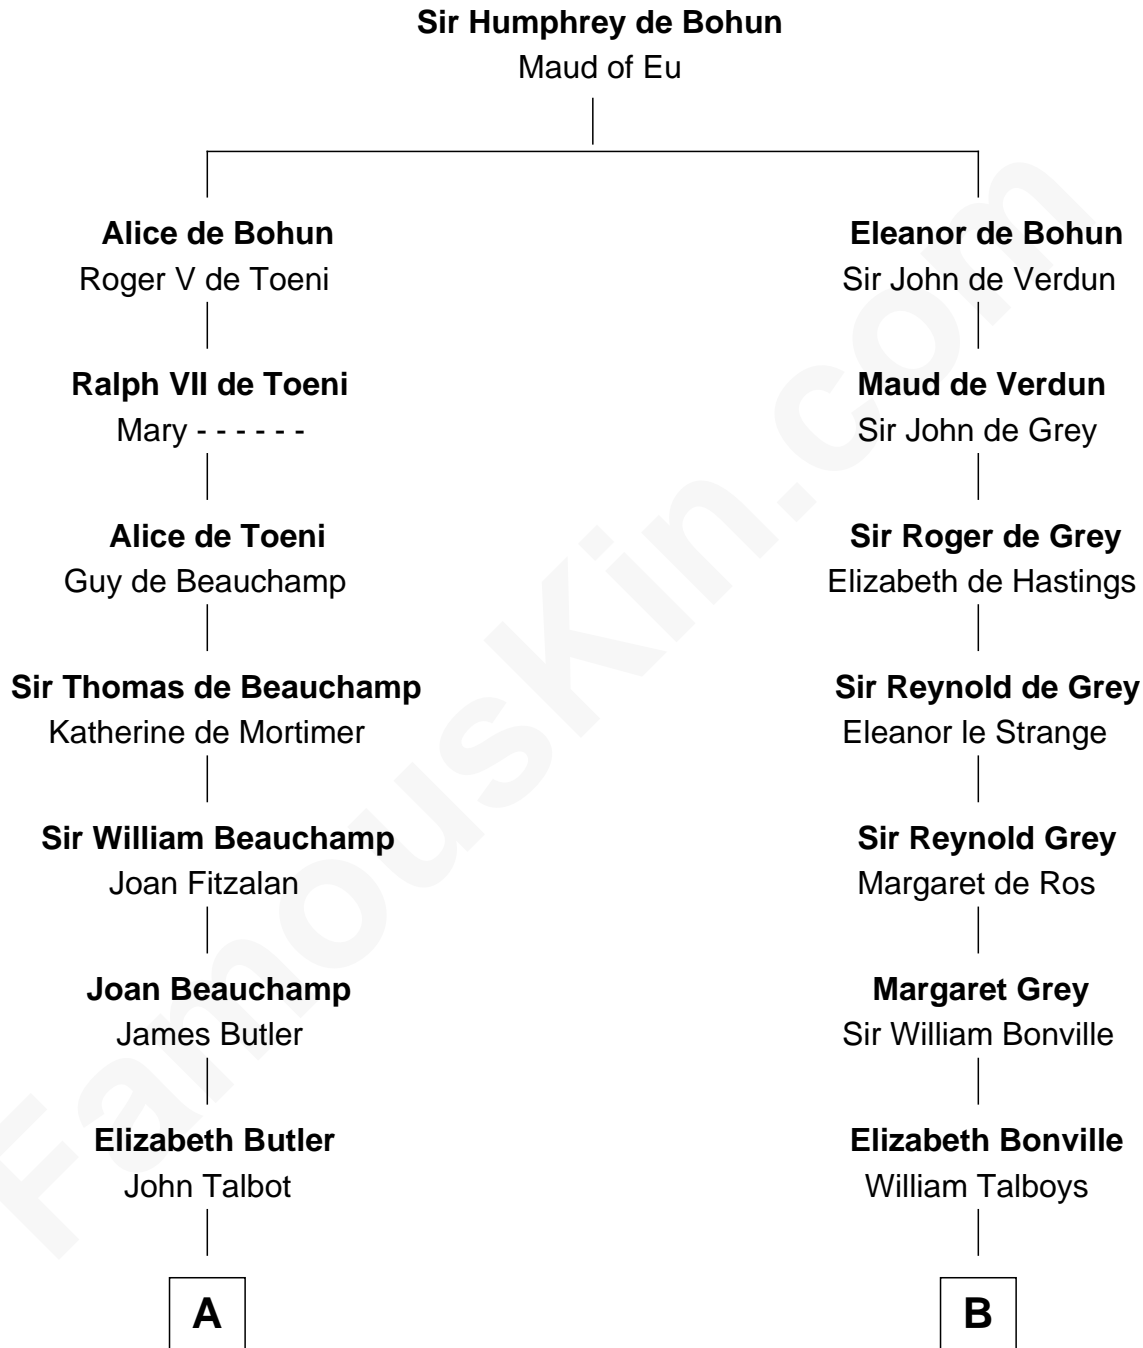 Sir Humphrey de Bohun
Maud of Eu
Alice de Bohun
Roger V de Toeni
Ralph VII de Toeni
Mary - - - - - -
Alice de Toeni
Guy de Beauchamp
Sir Thomas de Beauchamp
Katherine de Mortimer
Sir William Beauchamp
Joan Fitzalan
Joan Beauchamp
James Butler
Elizabeth Butler
John Talbot
A
Eleanor de Bohun
Sir John de Verdun
Maud de Verdun
Sir John de Grey
Sir Roger de Grey
Elizabeth de Hastings
Sir Reynold de Grey
Eleanor le Strange
Sir Reynold Grey
Margaret de Ros
Margaret Grey
Sir William Bonville
Elizabeth Bonville
William Talboys
B
FamousKin.com